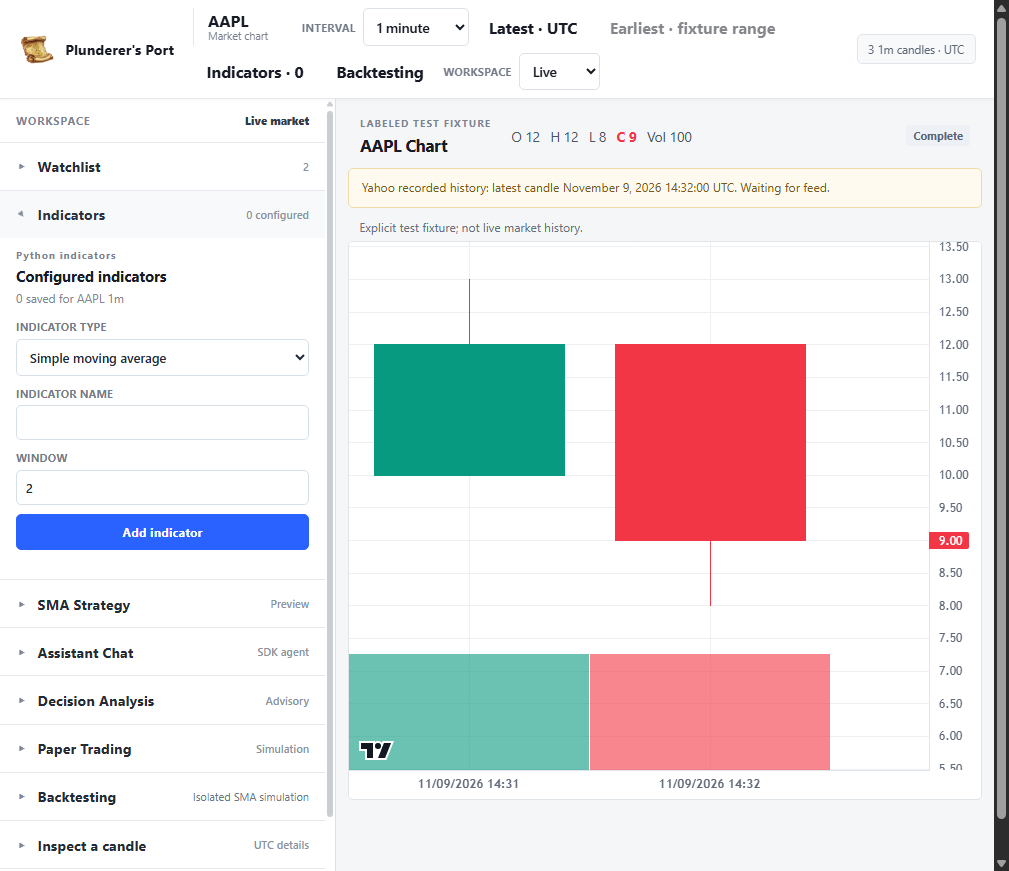 Plunderer's Port
AAPL
Market chart
INTERVAL
1 minute
Latest · UTC
Earliest · fixture range
Indicators · 0
Backtesting
WORKSPACE
Live
3 1m candles · UTC
WORKSPACE
Live market
Watchlist
2
Indicators
0 configured
Python indicators
Configured indicators
0 saved for AAPL 1m
INDICATOR TYPE
Simple moving average
INDICATOR NAME
WINDOW
2
Add indicator
SMA Strategy
Preview
Assistant Chat
SDK agent
Decision Analysis
Advisory
Paper Trading
Simulation
Backtesting
Isolated SMA simulation
Inspect a candle
UTC details
LABELED TEST FIXTURE
AAPL Chart
O 12 H 12 L 8 C 9 Vol 100
Complete
Yahoo recorded history: latest candle November 9, 2026 14:32:00 UTC. Waiting for feed.
Explicit test fixture; not live market history.
13.50
13.00
12.50
12.00
11.50
11.00
10.50
10.00
9.50
9.00
8.50
8.00
7.50
7.00
6.50
6.00
5.50
11/09/2026 14:31
11/09/2026 14:32